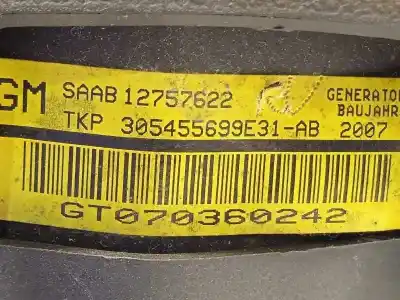 GM SAAB 12757622 GENERATOR
TKP 305455699E31-AB BAUJAHR 2007
GT070360242